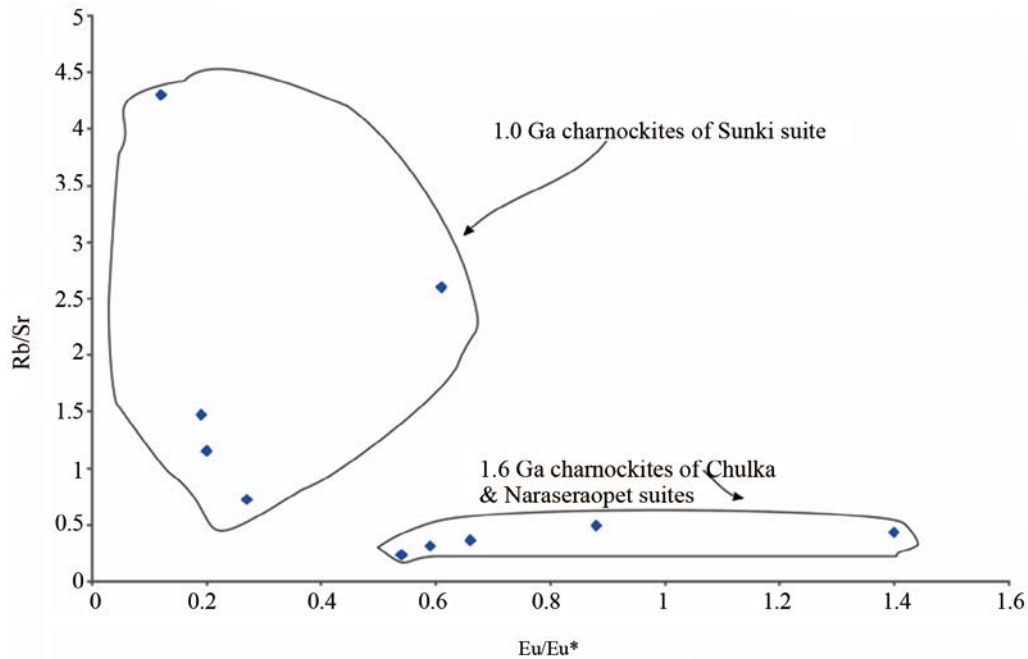 5
4.5
4
3.5
3
2.5
2
1.5
1
0.5
0
Rb/Sr
1.0 Ga charnockites of Sunki suite
1.6 Ga charnockites of Chulka
& Naraseraopet suites
0 0.2 0.4 0.6 0.8 1 1.2 1.4 1.6
Eu/Eu*